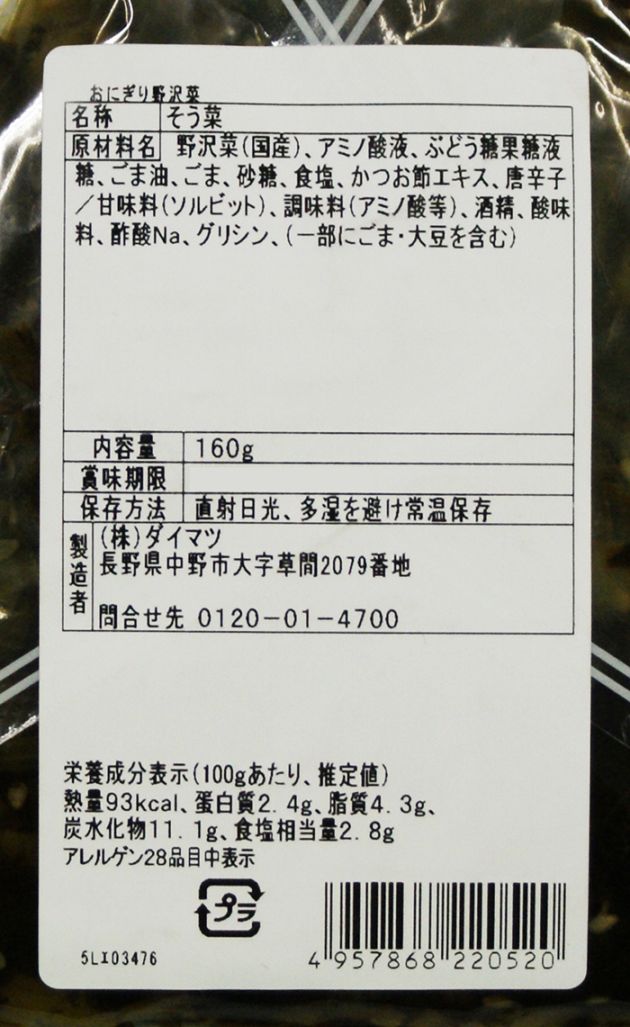 おにぎり野沢菜
名称 そう菜
原材料名 野沢菜(国産)、アミノ酸液、ぶどう糖果糖液
糖、ごま油、ごま、砂糖、食塩、かつお節エキス、唐辛子
/甘味料(ソルビット)、調味料(アミノ酸等)、酒精、酸味
料、酢酸Na、グリシン、(一部にごま・大豆を含む)
内容量 160g
賞味期限
保存方法 直射日光、多湿を避け常温保存
製造者 (株)ダイマツ
長野県中野市大字草間2079番地
問合せ先 0120-01-4700
栄養成分表示(100gあたり、推定値)
熱量93kcal、蛋白質2.4g、脂質4.3g、
炭水化物11.1g、食塩相当量2.8g
アレルゲン28品目中表示
プラ
5LI03476
4957868220520